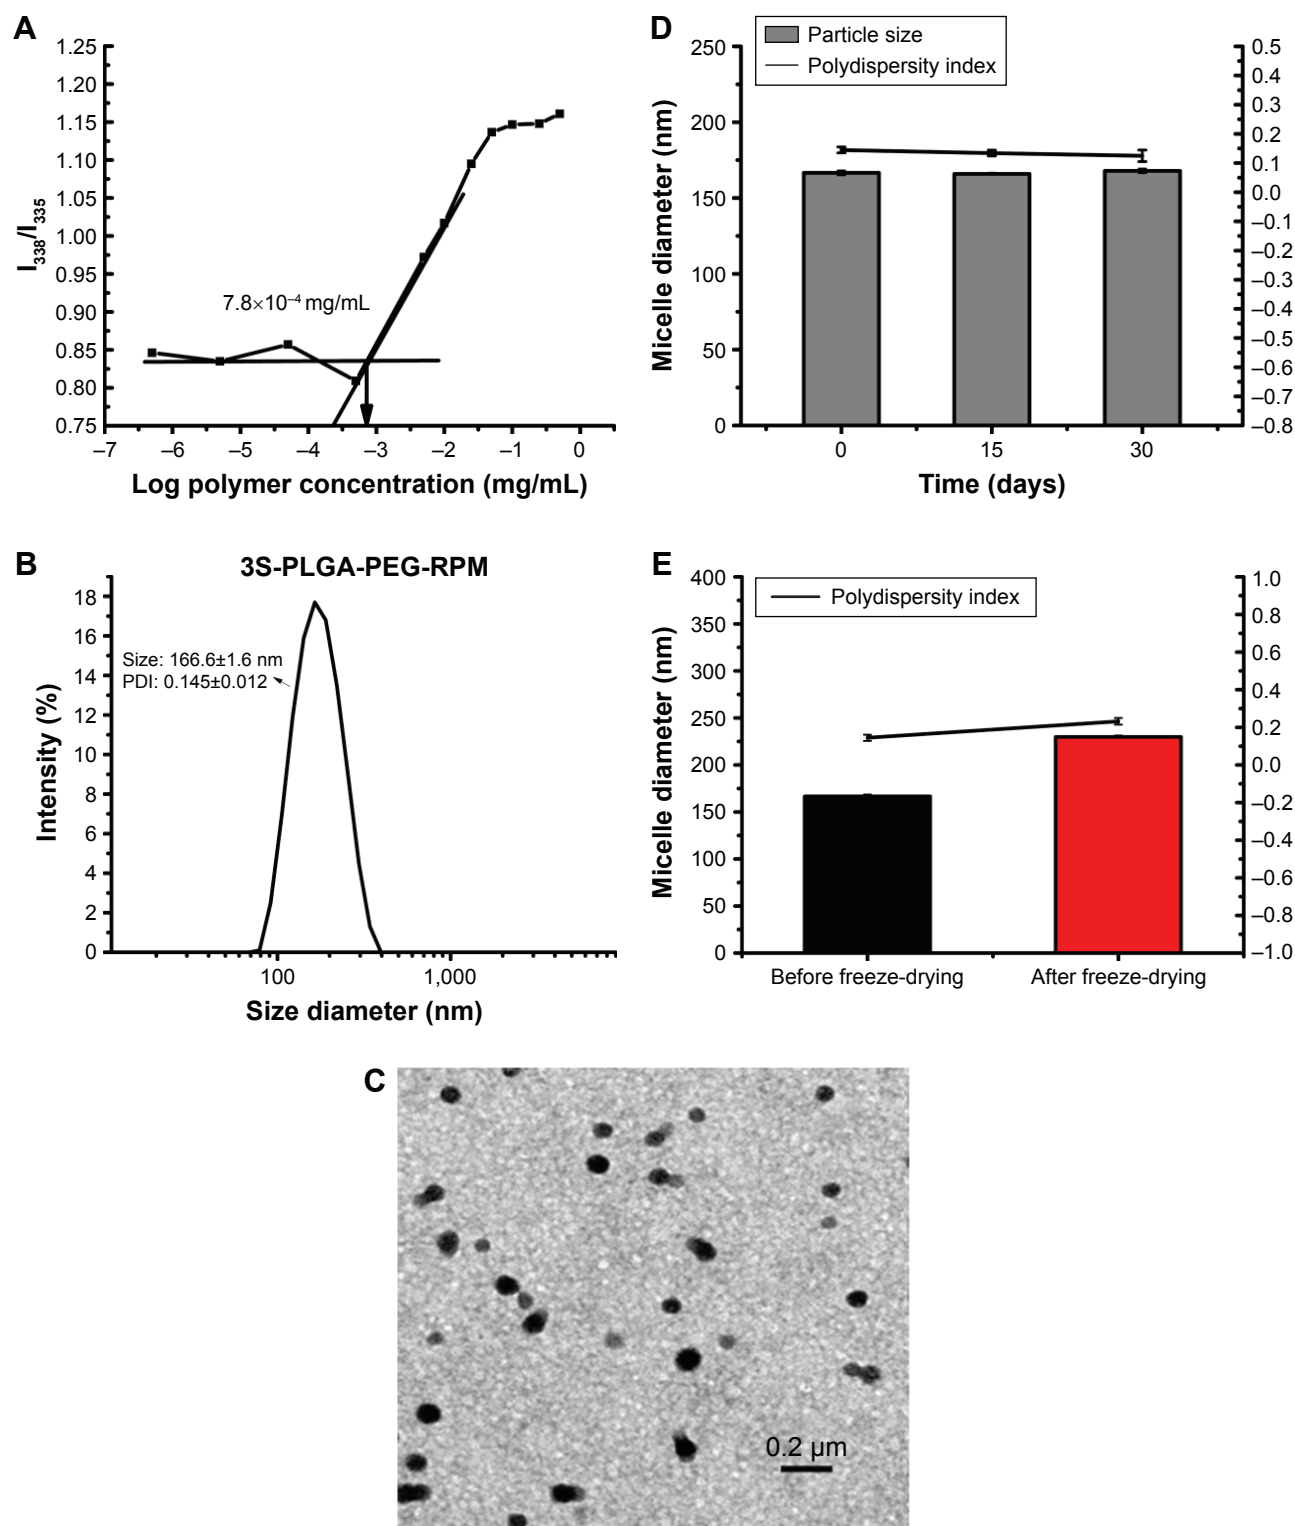 A
1.25
1.20
1.15
1.10
1.05
1.00
0.95
0.90
0.85
0.80
0.75
I338/I335
7.8×10–4 mg/mL
–7 –6 –5 –4 –3 –2 –1 0
Log polymer concentration (mg/mL)
D
Particle size
Polydispersity index
250
200
150
100
50
0
Micelle diameter (nm)
0.5
0.4
0.3
0.2
0.1
0.0
–0.1
–0.2
–0.3
–0.4
–0.5
–0.6
–0.7
–0.8
0 15 30
Time (days)
B
3S-PLGA-PEG-RPM
18
16
14
12
10
8
6
4
2
0
Intensity (%)
Size: 166.6±1.6 nm
PDI: 0.145±0.012
100 1,000
Size diameter (nm)
E
Polydispersity index
400
350
300
250
200
150
100
50
0
Micelle diameter (nm)
1.0
0.8
0.6
0.4
0.2
0.0
–0.2
–0.4
–0.6
–0.8
–1.0
Before freeze-drying After freeze-drying
C
0.2 µm